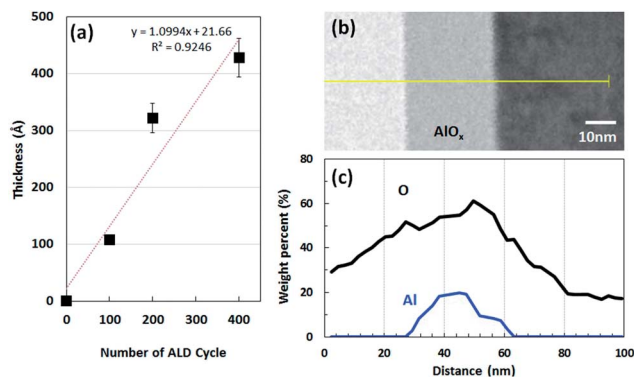 (a)
y = 1.0994x + 21.66
R² = 0.9246
500
400
300
200
100
0
Thickness (Å)
0 100 200 300 400
Number of ALD Cycle
(b)
AlOₓ
10nm
(c)
80
60
40
20
0
Weight percent (%)
O
Al
0 20 40 60 80 100
Distance (nm)